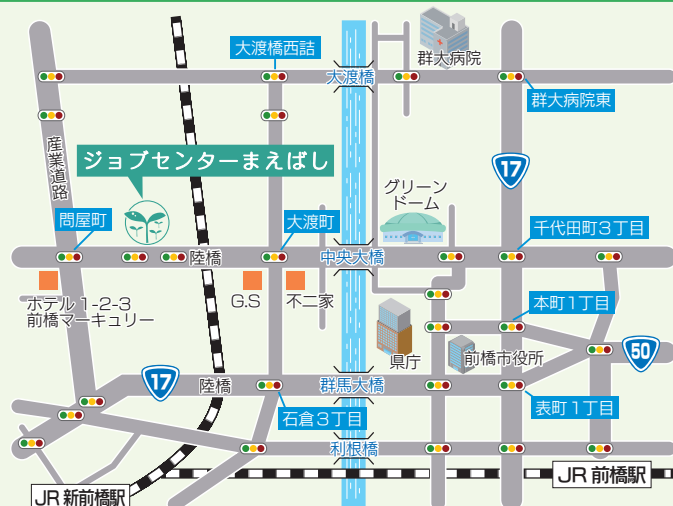 大渡橋西詰
群大病院
大渡橋
群大病院東
産業道路
ジョブセンターまえばし
17
グリーン
ドーム
問屋町
大渡町
千代田町3丁目
陸橋
中央大橋
ホテル 1-2-3
前橋マーキュリー
G.S
不二家
本町1丁目
県庁
前橋市役所
50
17
陸橋
群馬大橋
表町1丁目
石倉3丁目
利根橋
JR 前橋駅
JR 新前橋駅